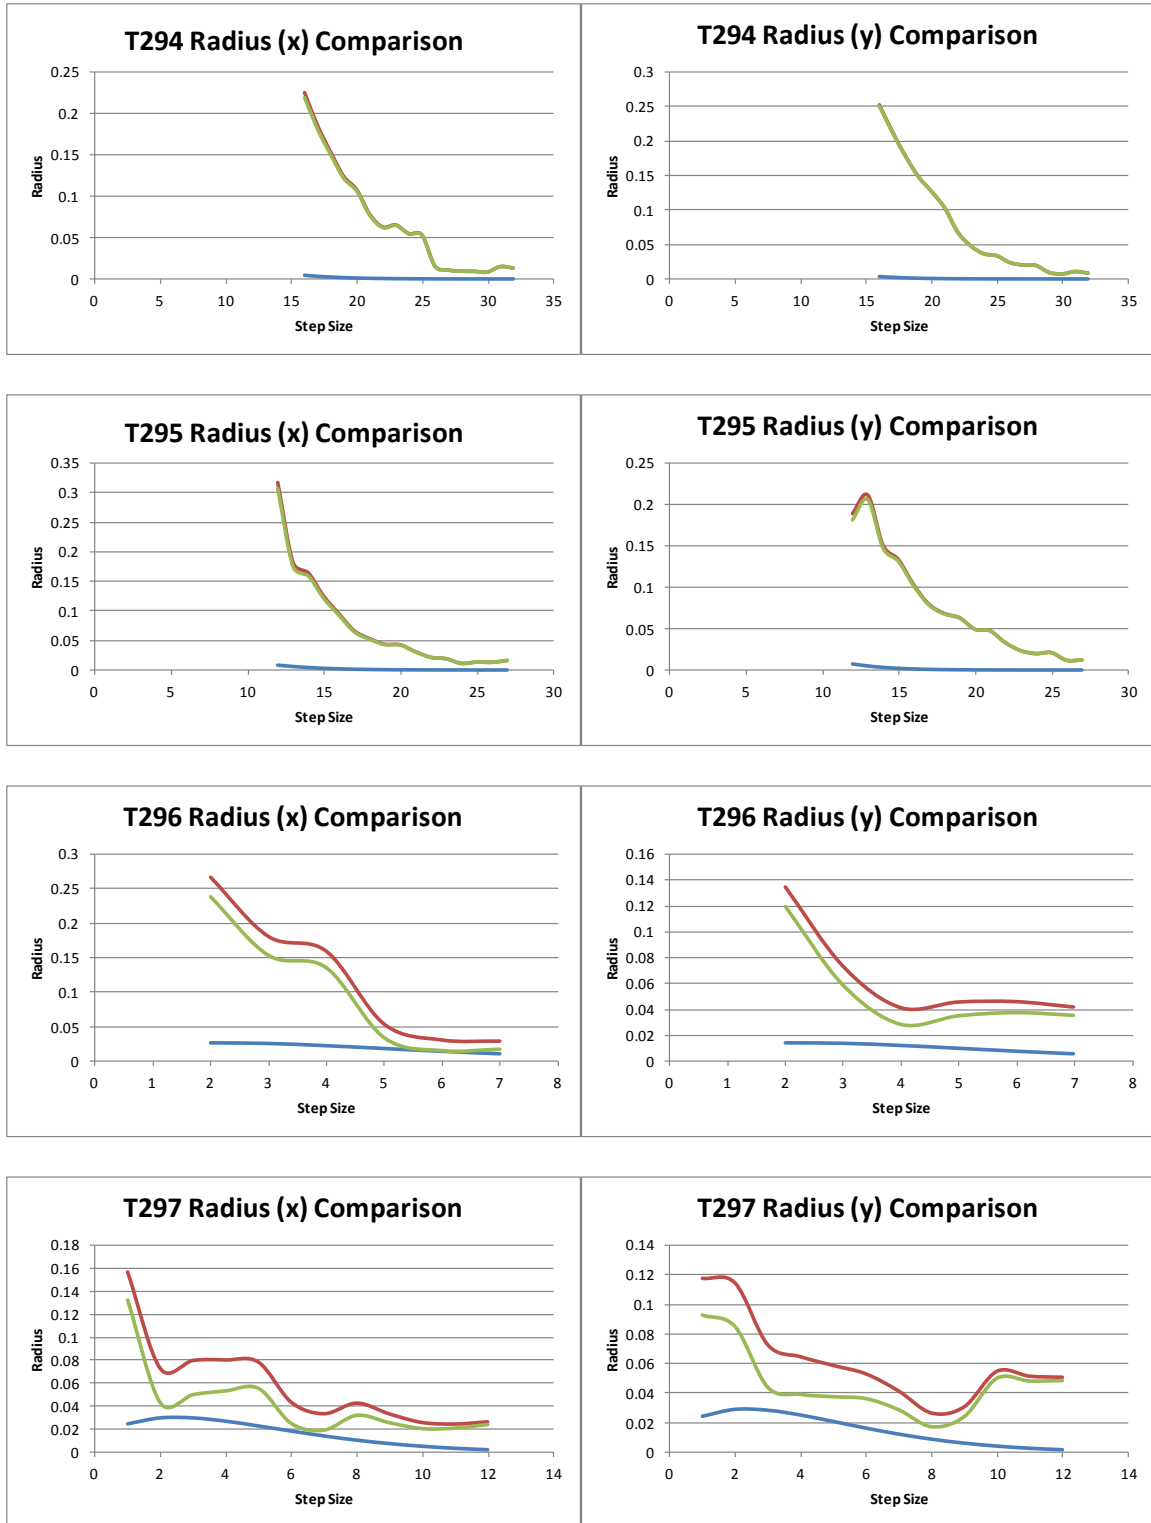 T294 Radius (x) Comparison
0.25
0.2
0.15
0.1
0.05
0
Radius
0 5 10 15 20 25 30 35
Step Size
T294 Radius (y) Comparison
0.3
0.25
0.2
0.15
0.1
0.05
0
Radius
0 5 10 15 20 25 30 35
Step Size
T295 Radius (x) Comparison
0.35
0.3
0.25
0.2
0.15
0.1
0.05
0
Radius
0 5 10 15 20 25 30
Step Size
T295 Radius (y) Comparison
0.25
0.2
0.15
0.1
0.05
0
Radius
0 5 10 15 20 25 30
Step Size
T296 Radius (x) Comparison
0.3
0.25
0.2
0.15
0.1
0.05
0
Radius
0 1 2 3 4 5 6 7 8
Step Size
T296 Radius (y) Comparison
0.16
0.14
0.12
0.1
0.08
0.06
0.04
0.02
0
Radius
0 1 2 3 4 5 6 7 8
Step Size
T297 Radius (x) Comparison
0.18
0.16
0.14
0.12
0.1
0.08
0.06
0.04
0.02
0
Radius
0 2 4 6 8 10 12 14
Step Size
T297 Radius (y) Comparison
0.14
0.12
0.1
0.08
0.06
0.04
0.02
0
Radius
0 2 4 6 8 10 12 14
Step Size